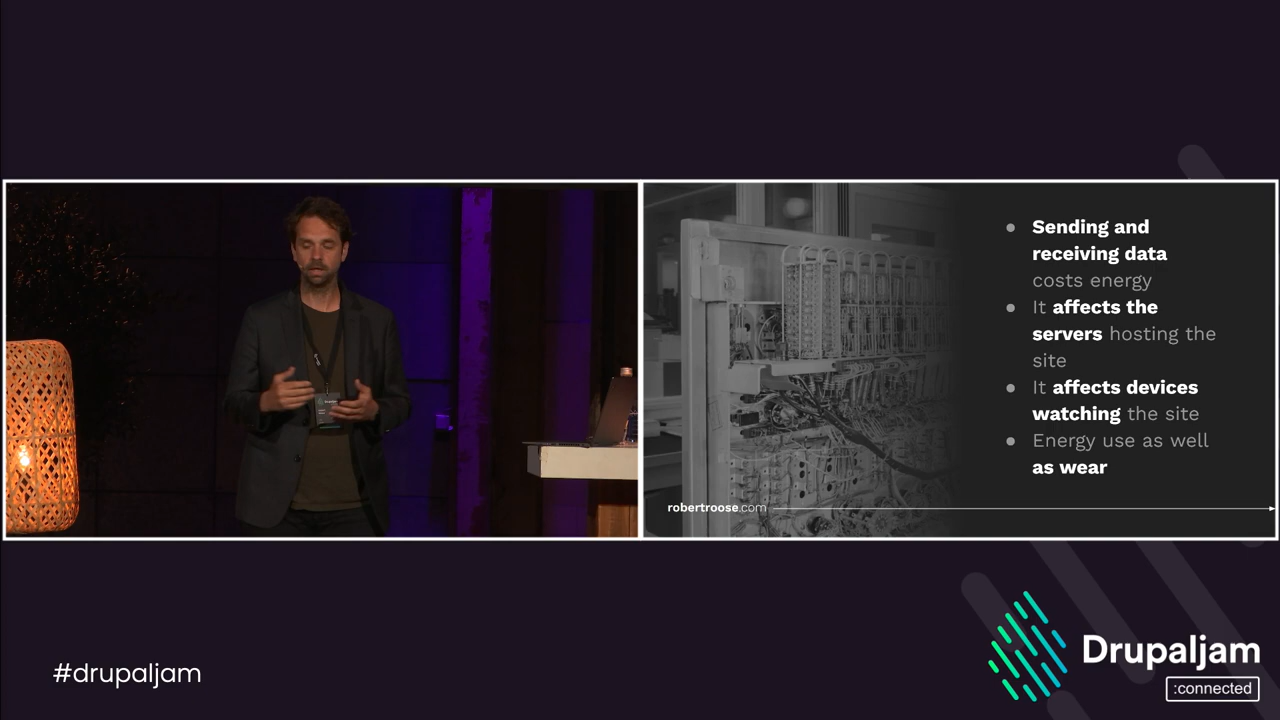 Sending and
receiving data
costs energy
It affects the
servers hosting the
site
It affects devices
watching the site
Energy use as well
as wear
robertroose.com
#drupaljam
Drupaljam
:connected